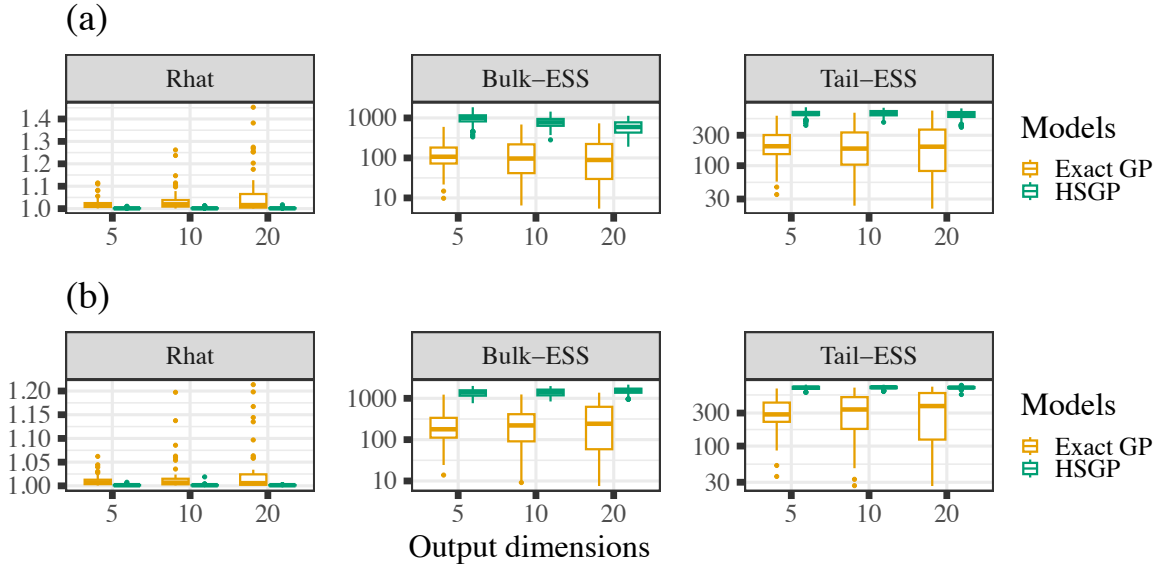 (a)
Rhat
Bulk−ESS
Tail−ESS
1.4
1.3
1.2
1.1
1.0
1000
100
10
300
100
30
5 10 20
5 10 20
5 10 20
Models
Exact GP
HSGP
(b)
Rhat
Bulk−ESS
Tail−ESS
1.20
1.15
1.10
1.05
1.00
1000
100
10
300
100
30
5 10 20
5 10 20
5 10 20
Models
Exact GP
HSGP
Output dimensions